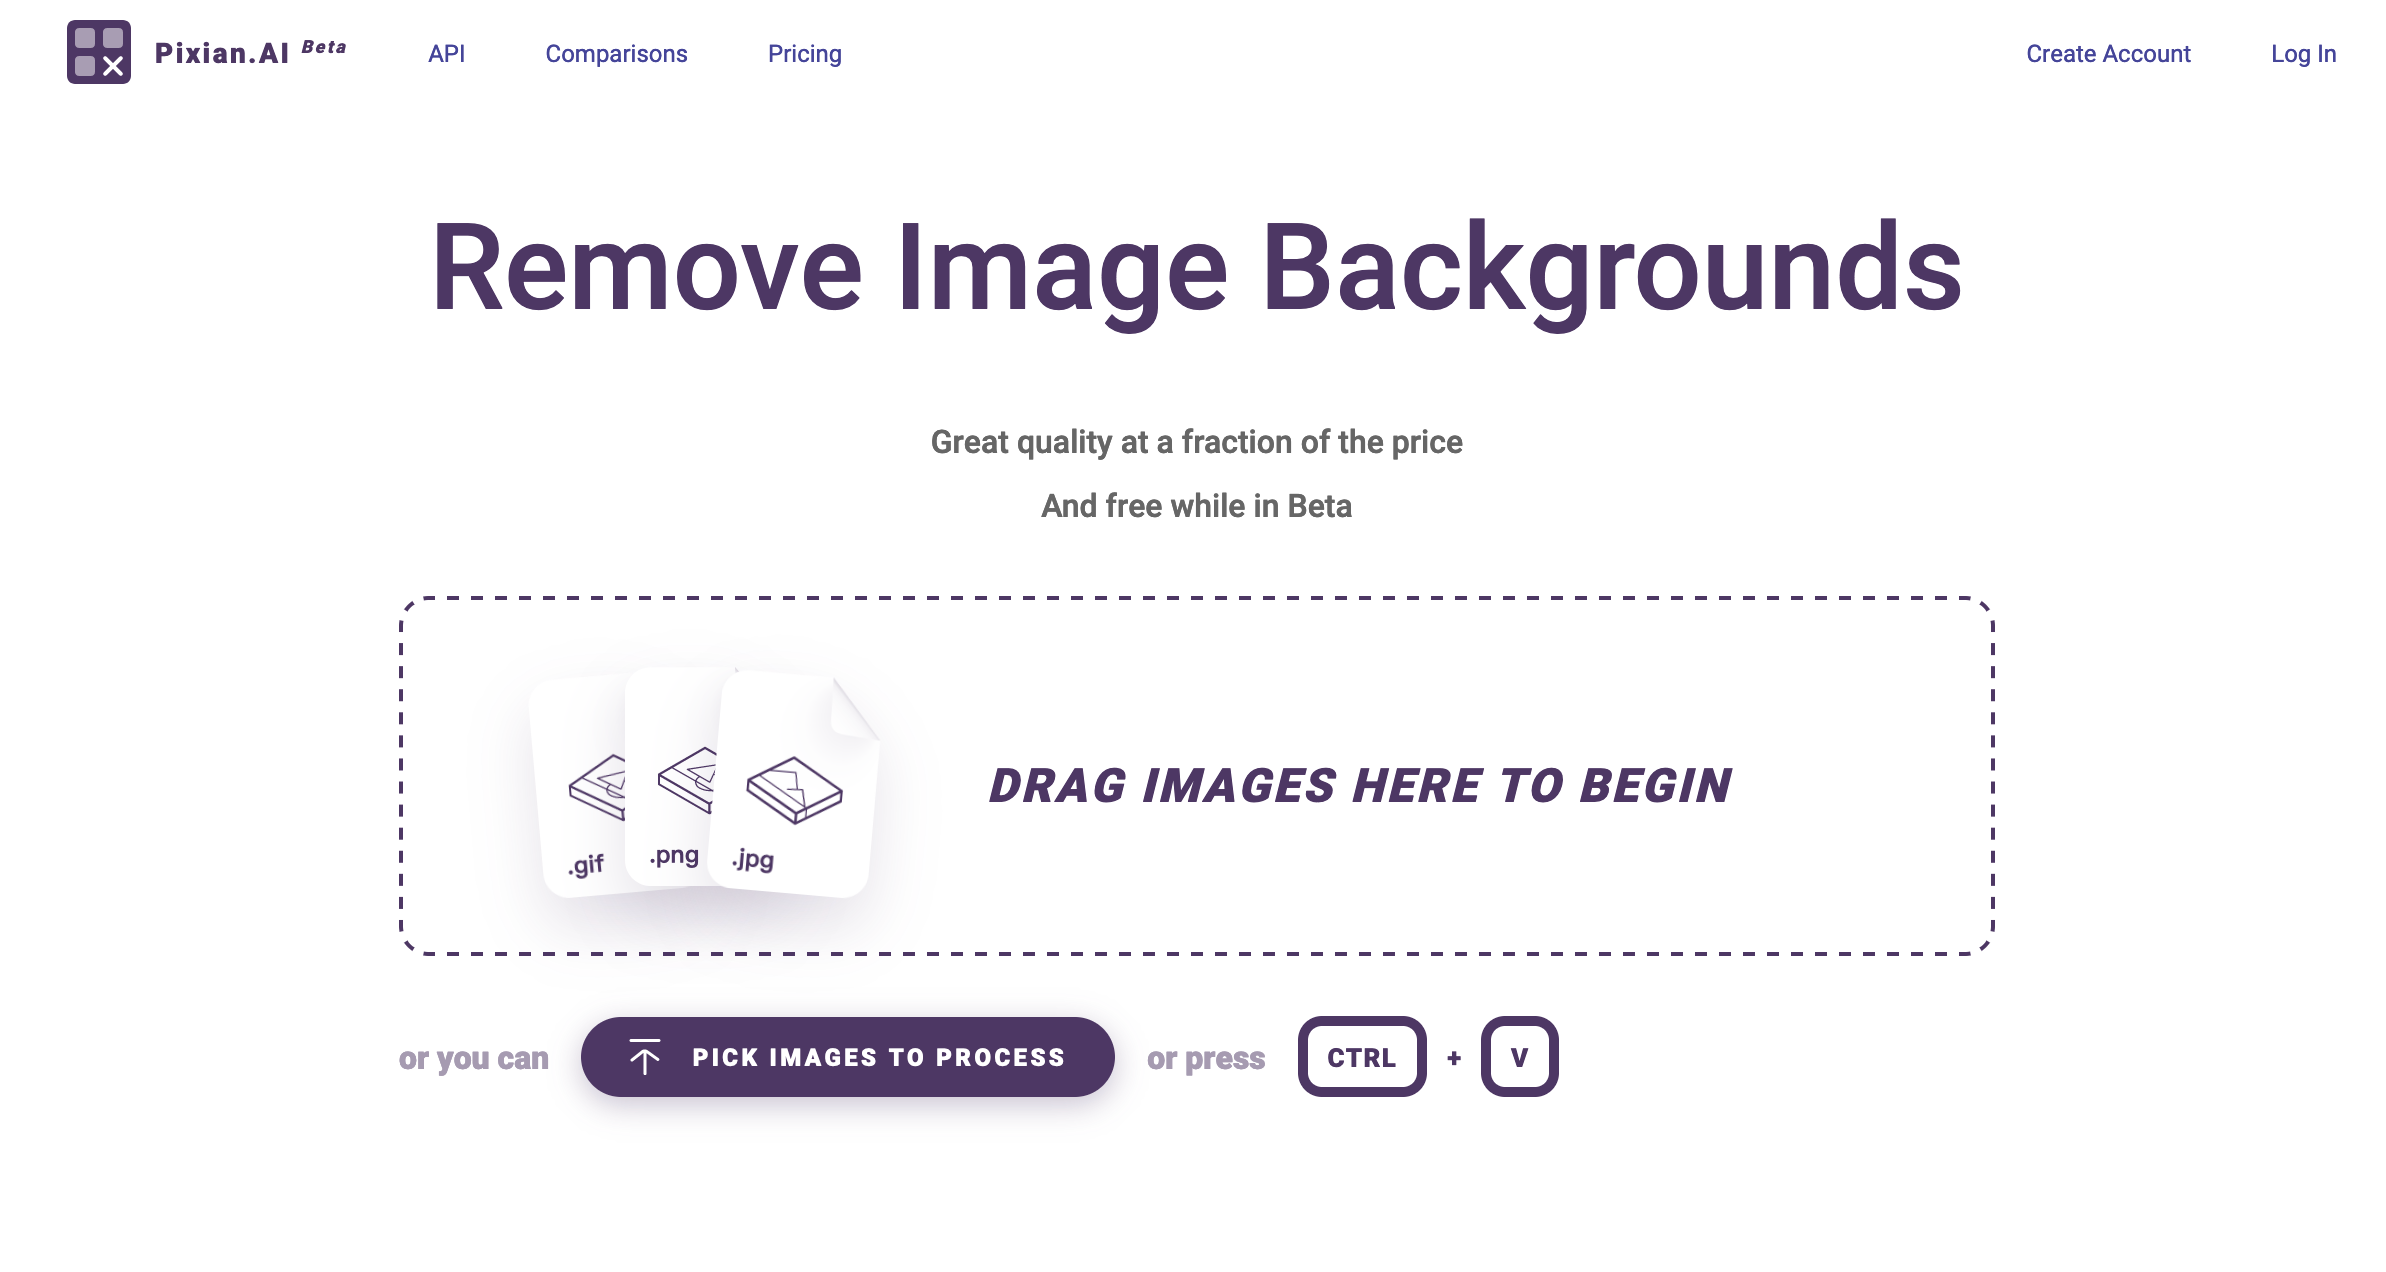 Pixian.AI Beta API Comparisons Pricing Create Account Log In
Remove Image Backgrounds
Great quality at a fraction of the price
And free while in Beta
DRAG IMAGES HERE TO BEGIN
.gif .png .jpg
or you can PICK IMAGES TO PROCESS or press CTRL + V